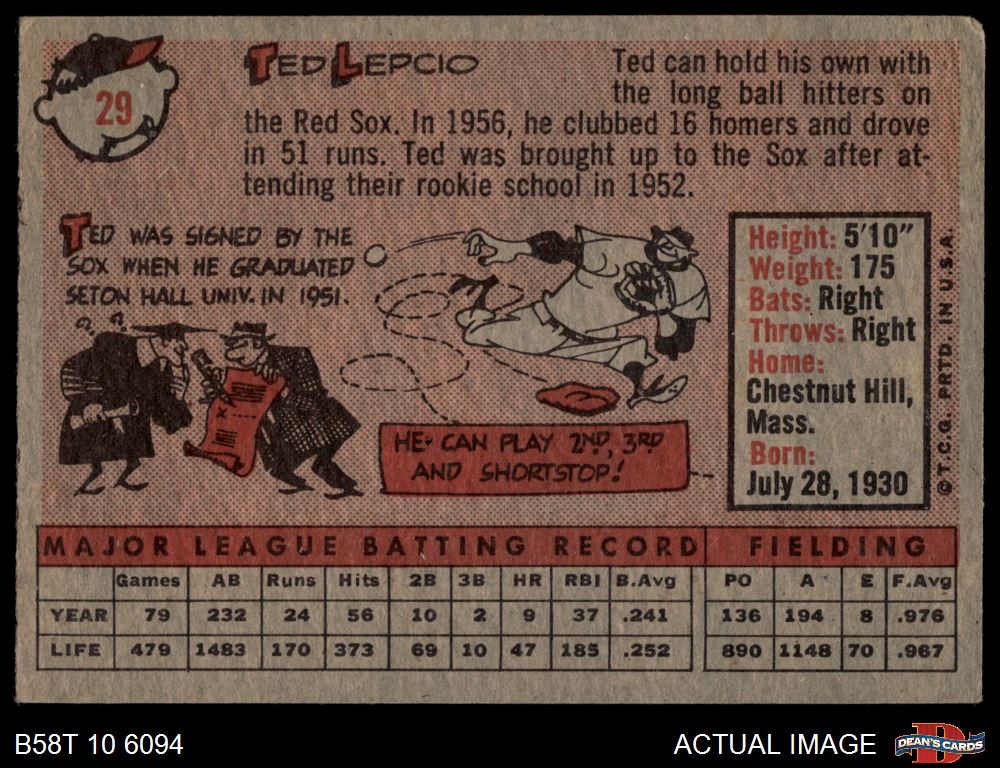 29
TED LEPCIO
Ted can hold his own with
the long ball hitters on
the Red Sox. In 1956, he clubbed 16 homers and drove
in 51 runs. Ted was brought up to the Sox after at-
tending their rookie school in 1952.
TED WAS SIGNED BY THE
SOX WHEN HE GRADUATED
SETON HALL UNIV. IN 1951.
? ?
X
HE CAN PLAY 2ND, 3RD
AND SHORTSTOP!
Height: 5'10"
Weight: 175
Bats: Right
Throws: Right
Home:
Chestnut Hill,
Mass.
Born:
July 28, 1930
© T.C.G. PRTD. IN U.S.A.
MAJOR LEAGUE BATTING RECORD FIELDING
Games AB Runs Hits 2B 3B HR RBI B.Avg PO A E F.Avg
YEAR 79 232 24 56 10 2 9 37 .241 136 194 8 .976
LIFE 479 1483 170 373 69 10 47 185 .252 890 1148 70 .967
B58T 10 6094
ACTUAL IMAGE
D
DEAN'S CARDS